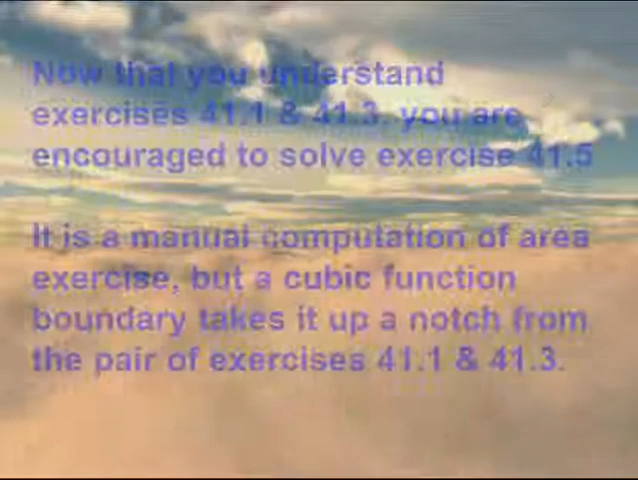 Now that you understand
exercises 41.1 & 41.3, you are
encouraged to solve exercise 41.5
It is a manual computation of area
exercise, but a cubic function
boundary takes it up a notch from
the pair of exercises 41.1 & 41.3.